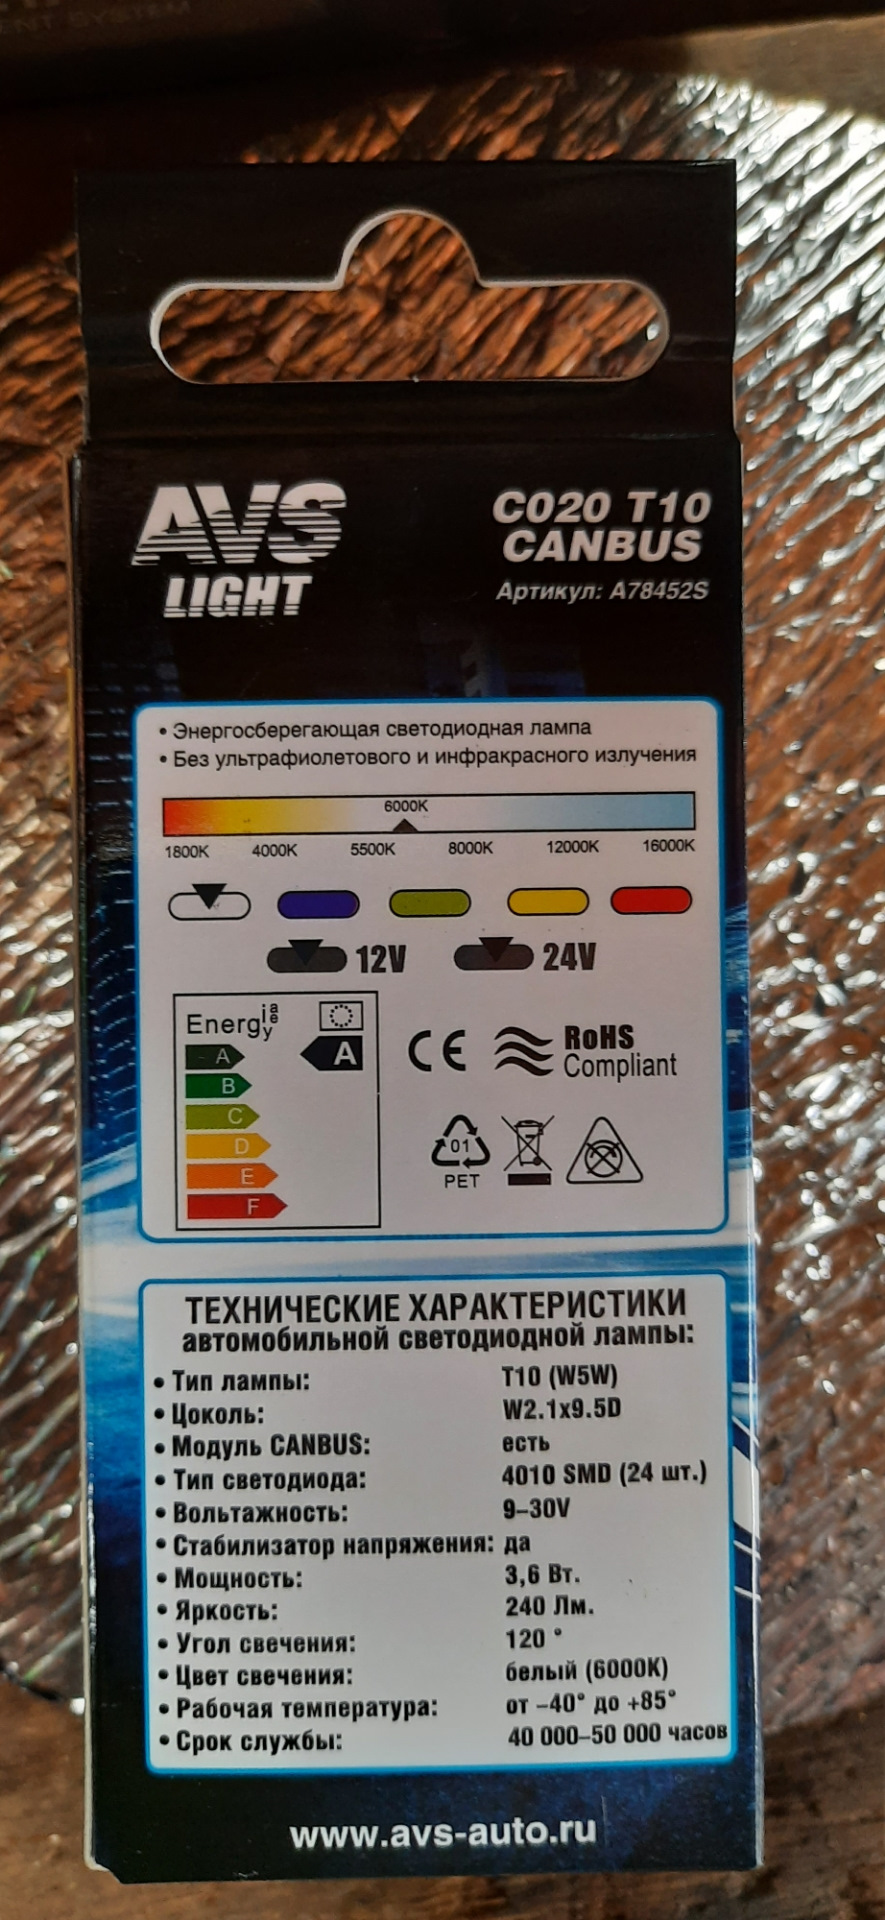 ENT SYSTEM
AVS
LIGHT
C020 T10
CANBUS
Артикул: A78452S
• Энергосберегающая светодиодная лампа
• Без ультрафиолетового и инфракрасного излучения
6000K
1800K 4000K 5500K 8000K 12000K 16000K
12V 24V
Energi a
y e
A
A
B
C
D
E
F
CE
RoHS
Compliant
01
PET
ТЕХНИЧЕСКИЕ ХАРАКТЕРИСТИКИ
автомобильной светодиодной лампы:
• Тип лампы: T10 (W5W)
• Цоколь: W2.1x9.5D
• Модуль CANBUS: есть
• Тип светодиода: 4010 SMD (24 шт.)
• Вольтажность: 9–30V
• Стабилизатор напряжения: да
• Мощность: 3,6 Вт.
• Яркость: 240 Лм.
• Угол свечения: 120 °
• Цвет свечения: белый (6000K)
• Рабочая температура: от –40° до +85°
• Срок службы: 40 000–50 000 часов
www.avs-auto.ru